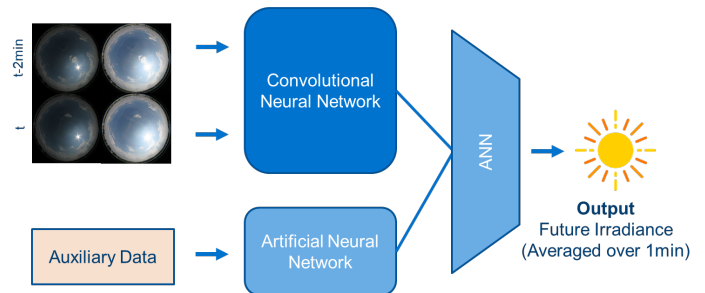 t-2min
t
Convolutional
Neural Network
Auxiliary Data
Artificial Neural
Network
ANN
Output
Future Irradiance
(Averaged over 1min)